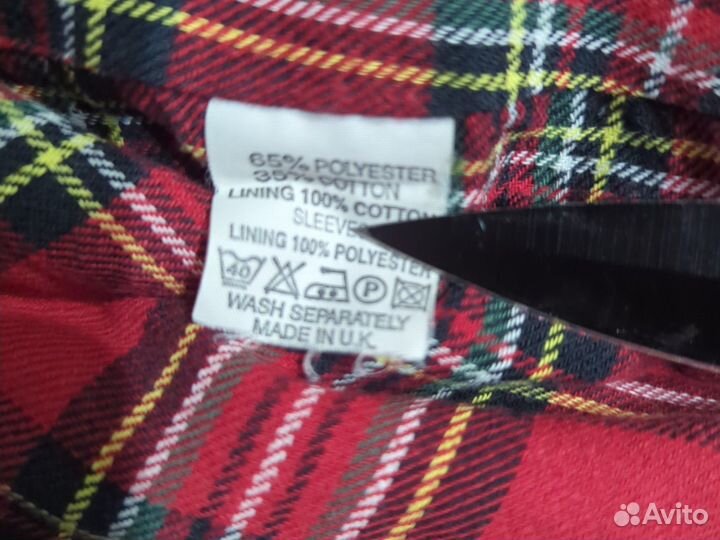 65% POLYESTER
35% COTTON
LINING 100% COTTON
SLEEVE
LINING 100% POLYESTER
40 P
WASH SEPARATELY
MADE IN U.K.
Avito